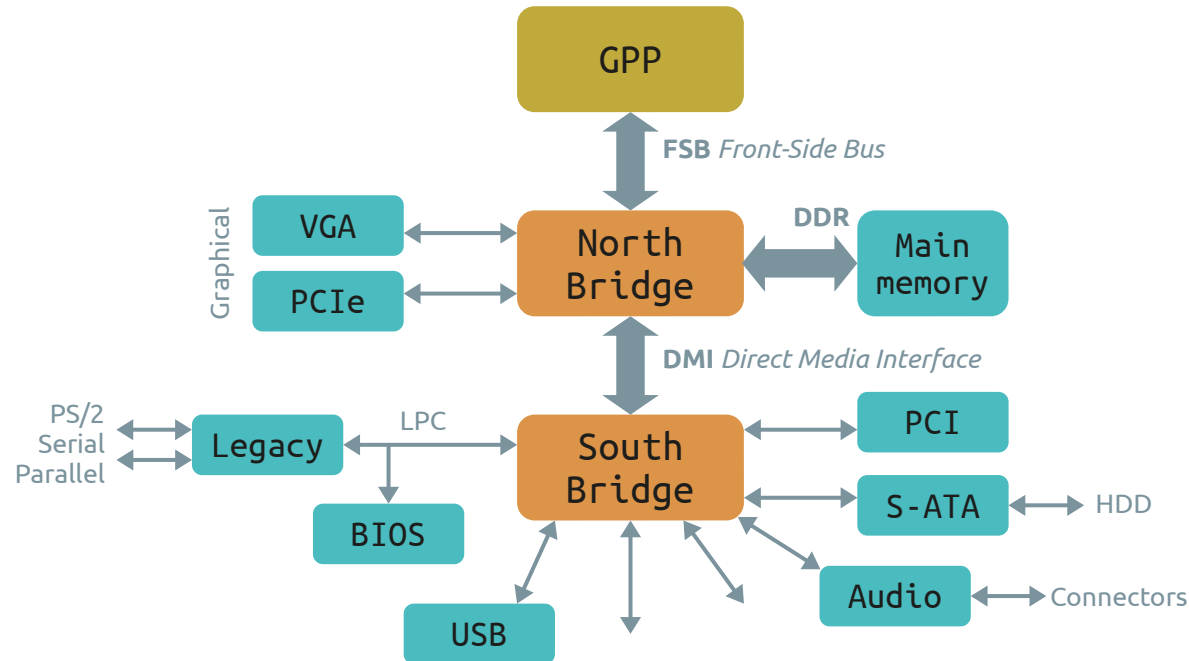 GPP
FSB Front-Side Bus
Graphical
VGA
PCIe
North
Bridge
DDR
Main
memory
DMI Direct Media Interface
PS/2
Serial
Parallel
Legacy
LPC
BIOS
South
Bridge
PCI
S-ATA
HDD
Audio
Connectors
USB